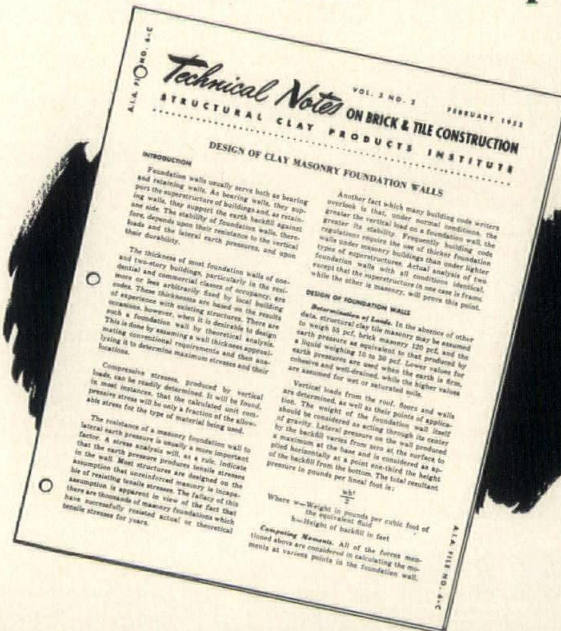 A.I.A. FILE NO. 6-C
Technical Notes
VOL. 3 NO. 2
FEBRUARY 1952
ON BRICK & TILE CONSTRUCTION
STRUCTURAL CLAY PRODUCTS INSTITUTE
DESIGN OF CLAY MASONRY FOUNDATION WALLS
INTRODUCTION
Foundation walls usually serve both as bearing
and retaining walls. As bearing walls, they sup-
port the superstructure of buildings and, as retain-
ing walls, they support the earth backfill against
one side. The stability of foundation walls, there-
fore, depends upon their resistance to the vertical
loads and the lateral earth pressures, and upon
their durability.
The thickness of most foundation walls of one-
and two-story buildings, particularly in the resi-
dential and commercial classes of occupancy, are
more or less arbitrarily fixed by local building
codes. These thicknesses are based on the results
of experience with existing structures. There are
occasions, however, when it is desirable to design
such a foundation wall by theoretical analysis.
This is done by assuming a wall thickness approxi-
mating conventional requirements and then ana-
lyzing it to determine maximum stresses and their
locations.
Compressive stresses, produced by vertical
loads, can be readily determined. It will be found,
in most instances, that the calculated unit com-
pressive stress will be only a fraction of the allow-
able stress for the type of material being used.
The resistance of a masonry foundation wall to
lateral earth pressure is usually a more important
factor. A stress analysis will, as a rule, indicate
that the earth pressure produces tensile stresses
in the wall. Most structures are designed on the
assumption that unreinforced masonry is incapa-
ble of resisting tensile stresses. The fallacy of this
assumption is apparent in view of the fact that
there are thousands of masonry foundations which
have successfully resisted actual or theoretical
tensile stresses for years.
Another fact which many building code writers
overlook is that, under normal conditions, the
greater the vertical load on a foundation wall, the
greater its stability. Frequently building code
regulations require the use of thicker foundation
walls under masonry buildings than under lighter
types of superstructures. Actual analysis of two
foundation walls with all conditions identical,
except that the superstructure in one case is frame,
while the other is masonry, will prove this point.
DESIGN OF FOUNDATION WALLS
Determination of Loads. In the absence of other
data, structural clay tile masonry may be assumed
to weigh 55 pcf, brick masonry 120 pcf, and the
earth pressure as equivalent to that produced by
a liquid weighing 10 to 30 pcf. Lower values for
earth pressures are used when the earth is firm,
cohesive and well-drained, while the higher values
are assumed for wet or saturated soils.
Vertical loads from the roof, floors and walls
are determined, as well as their points of applica-
tion. The weight of the foundation wall itself
should be considered as acting through its center
of gravity. Lateral pressure on the wall produced
by the backfill varies from zero at the surface to
a maximum at the base and is considered as ap-
plied horizontally at a point one-third the height
of the backfill from the bottom. The total resultant
pressure in pounds per lineal foot is:
wh²
2
Where w—Weight in pounds per cubic foot of
the equivalent fluid
h—Height of backfill in feet
Computing Moments. All of the forces men-
tioned above are considered in calculating the mo-
ments at various points in the foundation wall.
A.I.A. FILE NO. 6-C